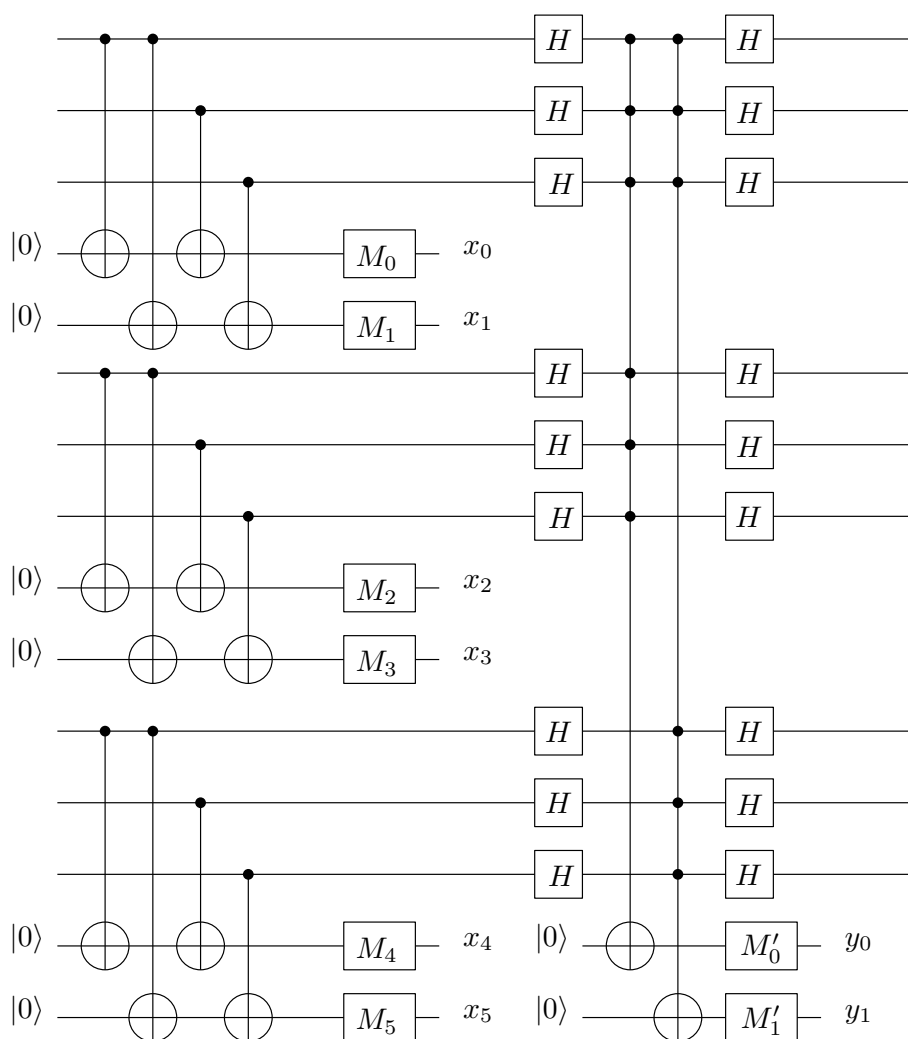 H H
H H
H H
|0⟩ M₀ x₀
|0⟩ M₁ x₁
H H
H H
H H
|0⟩ M₂ x₂
|0⟩ M₃ x₃
H H
H H
H H
|0⟩ M₄ x₄ |0⟩ M′₀ y₀
|0⟩ M₅ x₅ |0⟩ M′₁ y₁